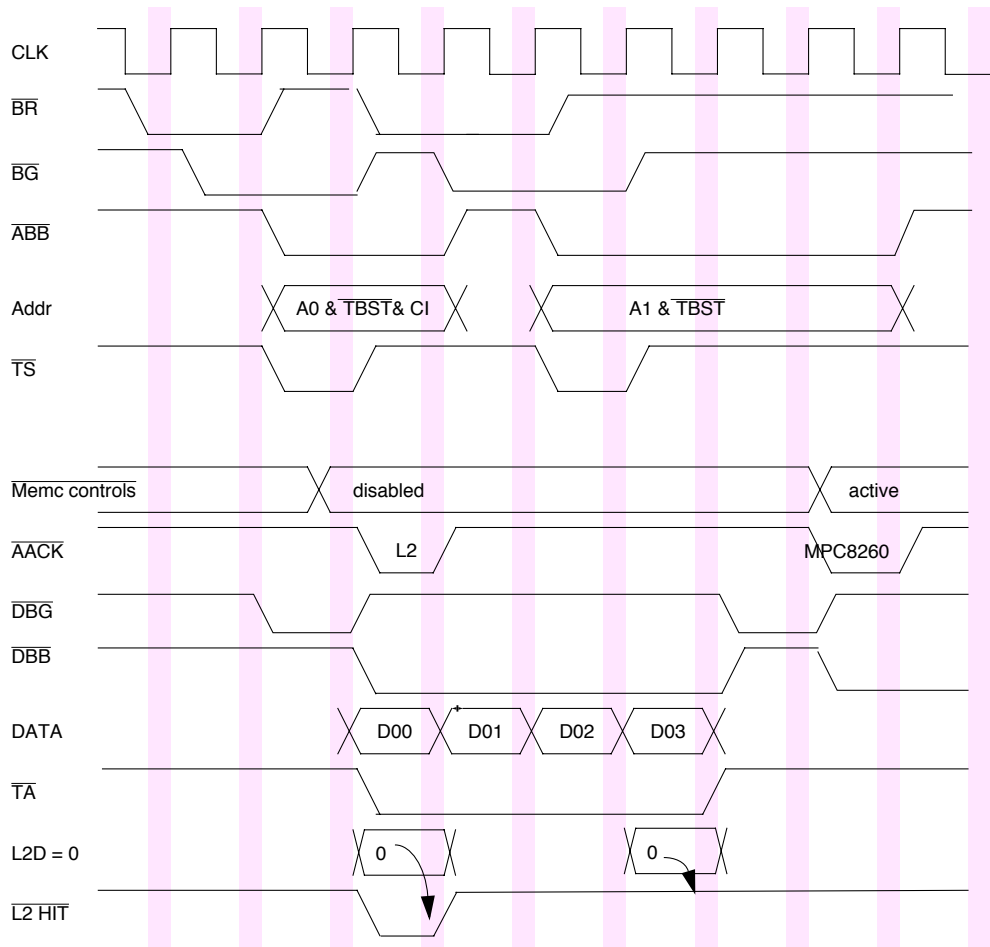 CLK
BR
BG
ABB
Addr
A0 & TBST& CI
A1 & TBST
TS
Memc controls
disabled
active
AACK
L2
MPC8260
DBG
DBB
DATA
D00
D01
D02
D03
TA
L2D = 0
0
0
L2 HIT